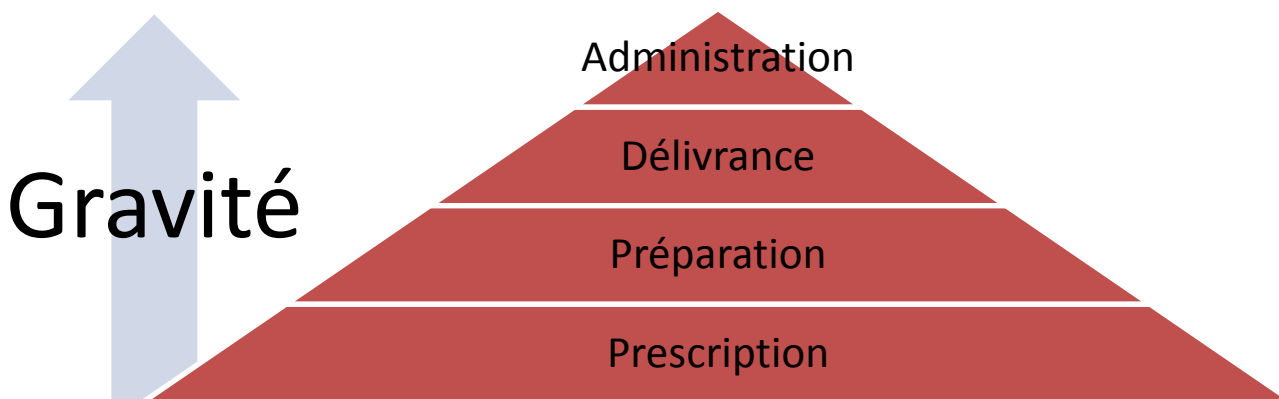 Administration
Délivrance
Gravité
Préparation
Prescription